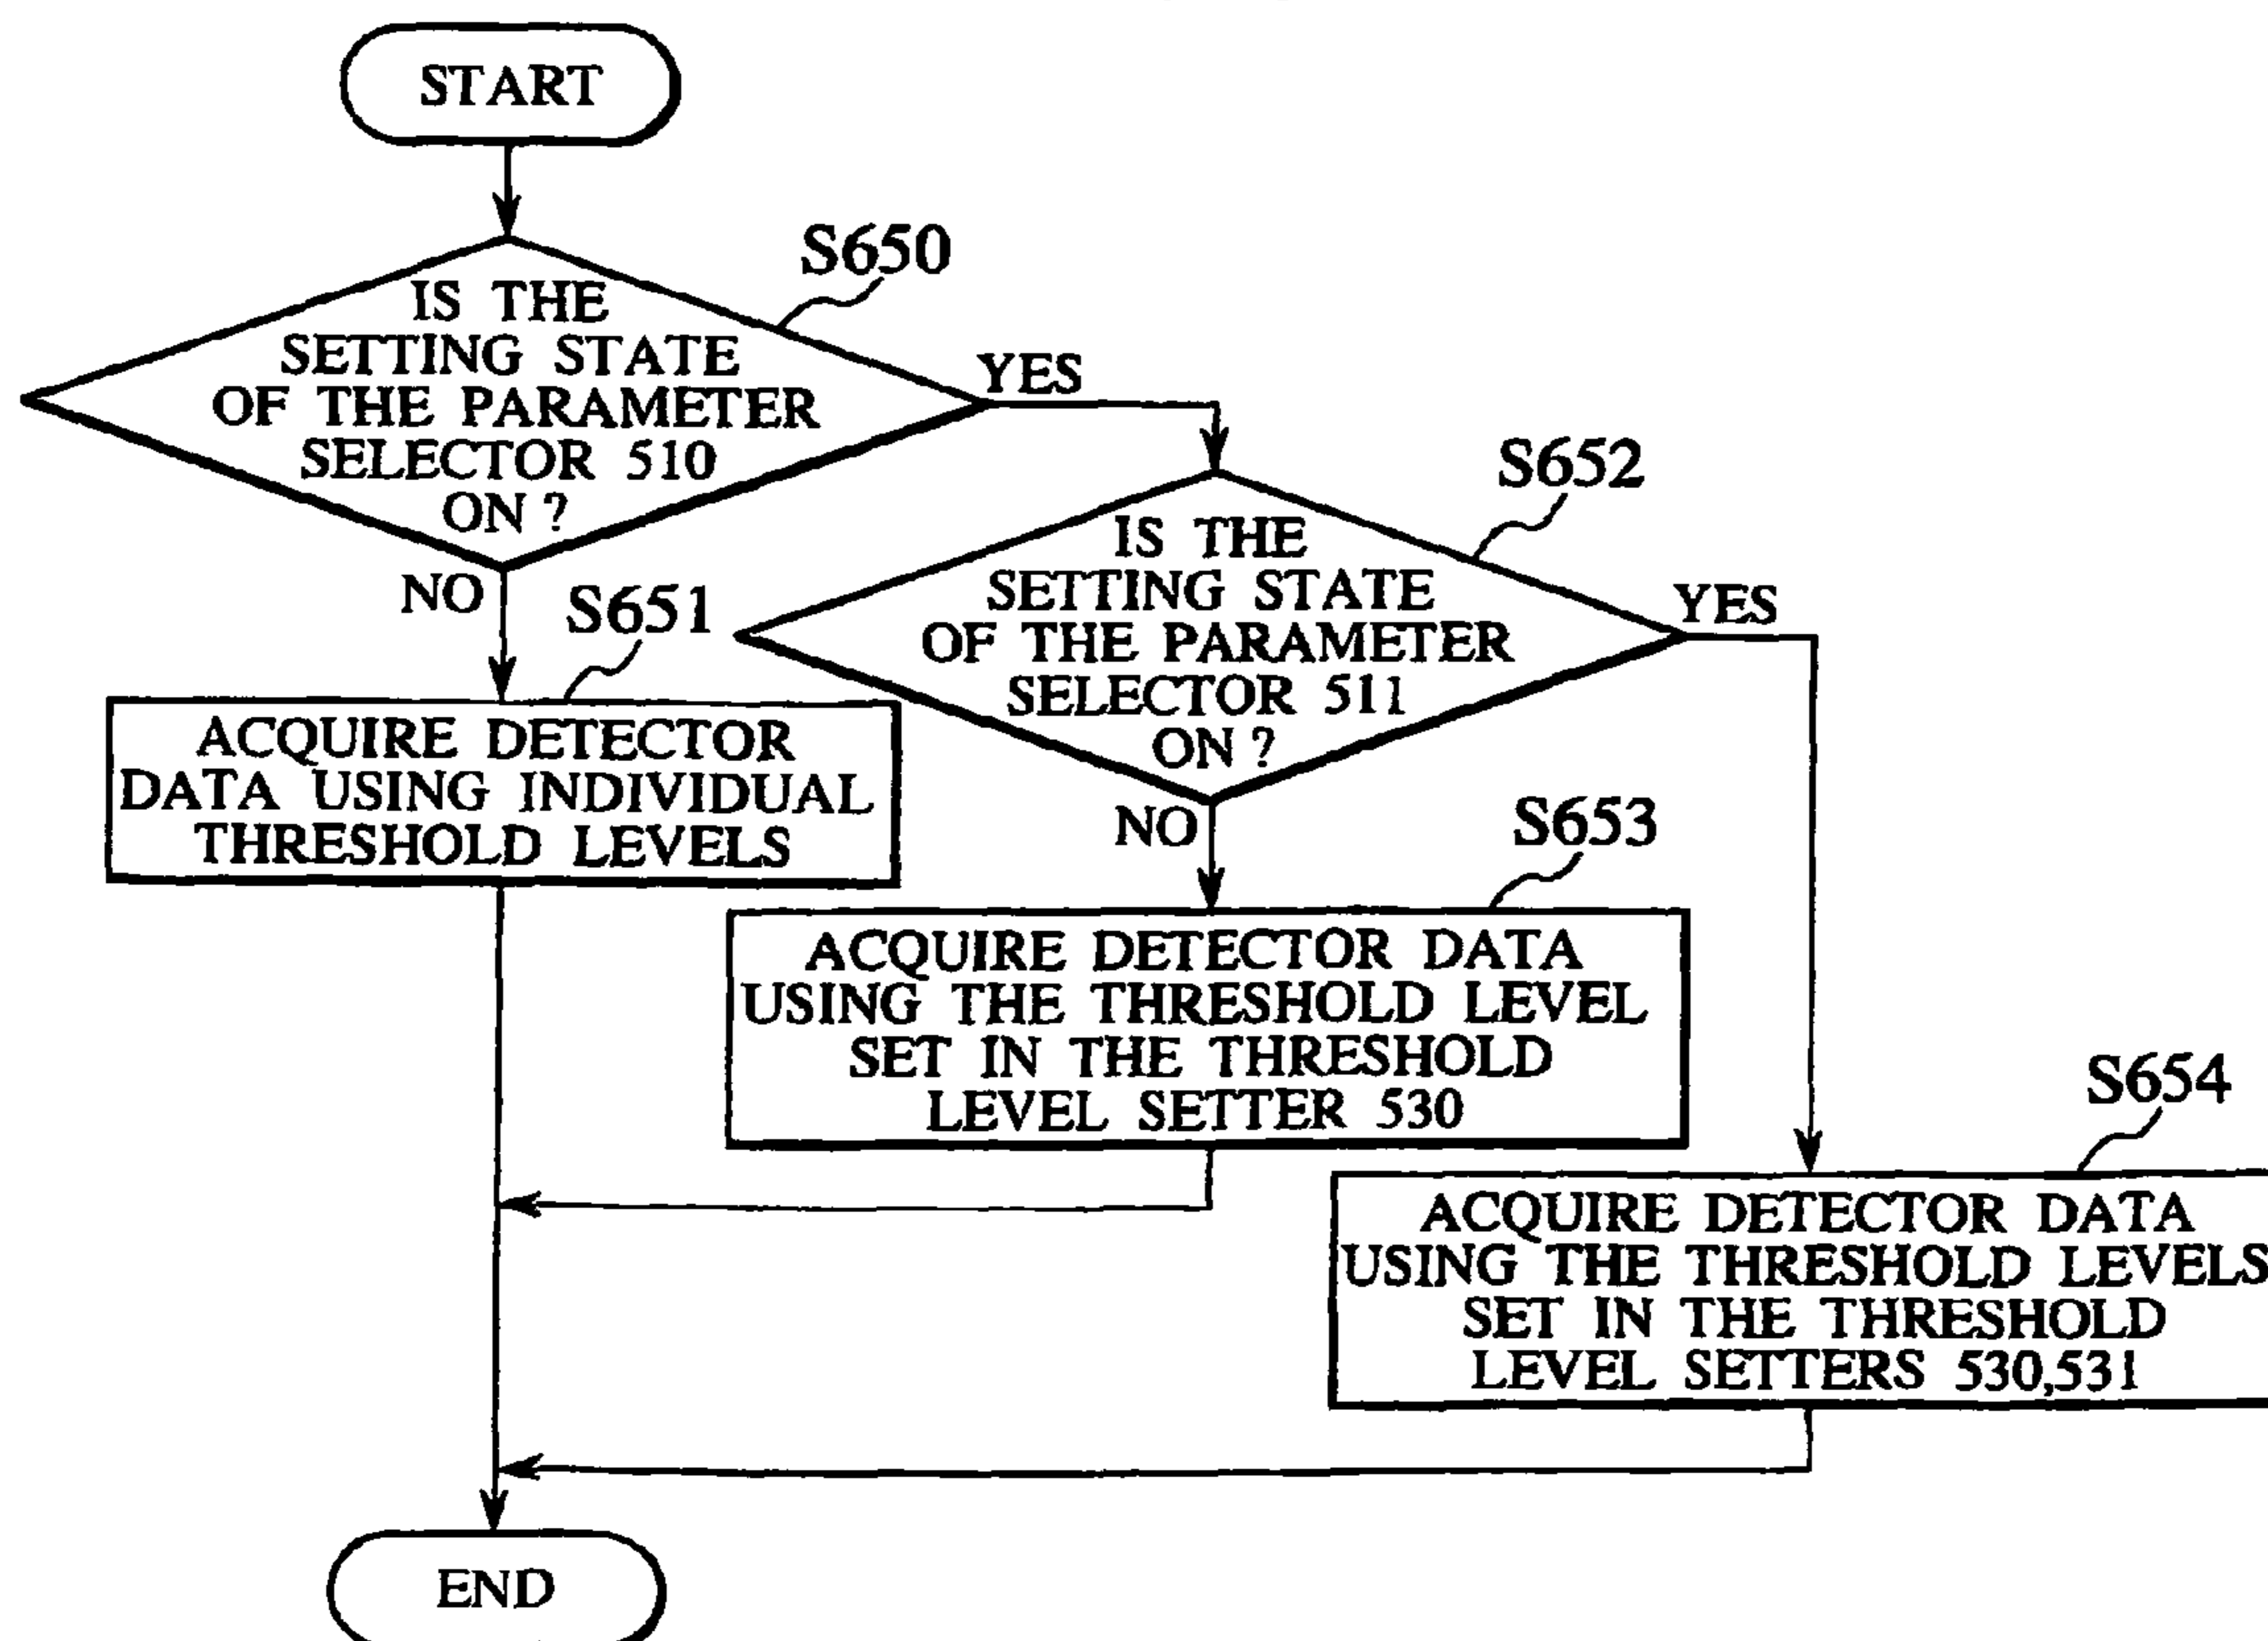 START
S650
IS THE
SETTING STATE
OF THE PARAMETER
SELECTOR 510
ON ?
YES
NO
S651
ACQUIRE DETECTOR
DATA USING INDIVIDUAL
THRESHOLD LEVELS
S652
IS THE
SETTING STATE
OF THE PARAMETER
SELECTOR 511
ON ?
YES
NO
S653
ACQUIRE DETECTOR DATA
USING THE THRESHOLD LEVEL
SET IN THE THRESHOLD
LEVEL SETTER 530
S654
ACQUIRE DETECTOR DATA
USING THE THRESHOLD LEVELS
SET IN THE THRESHOLD
LEVEL SETTERS 530,531
END